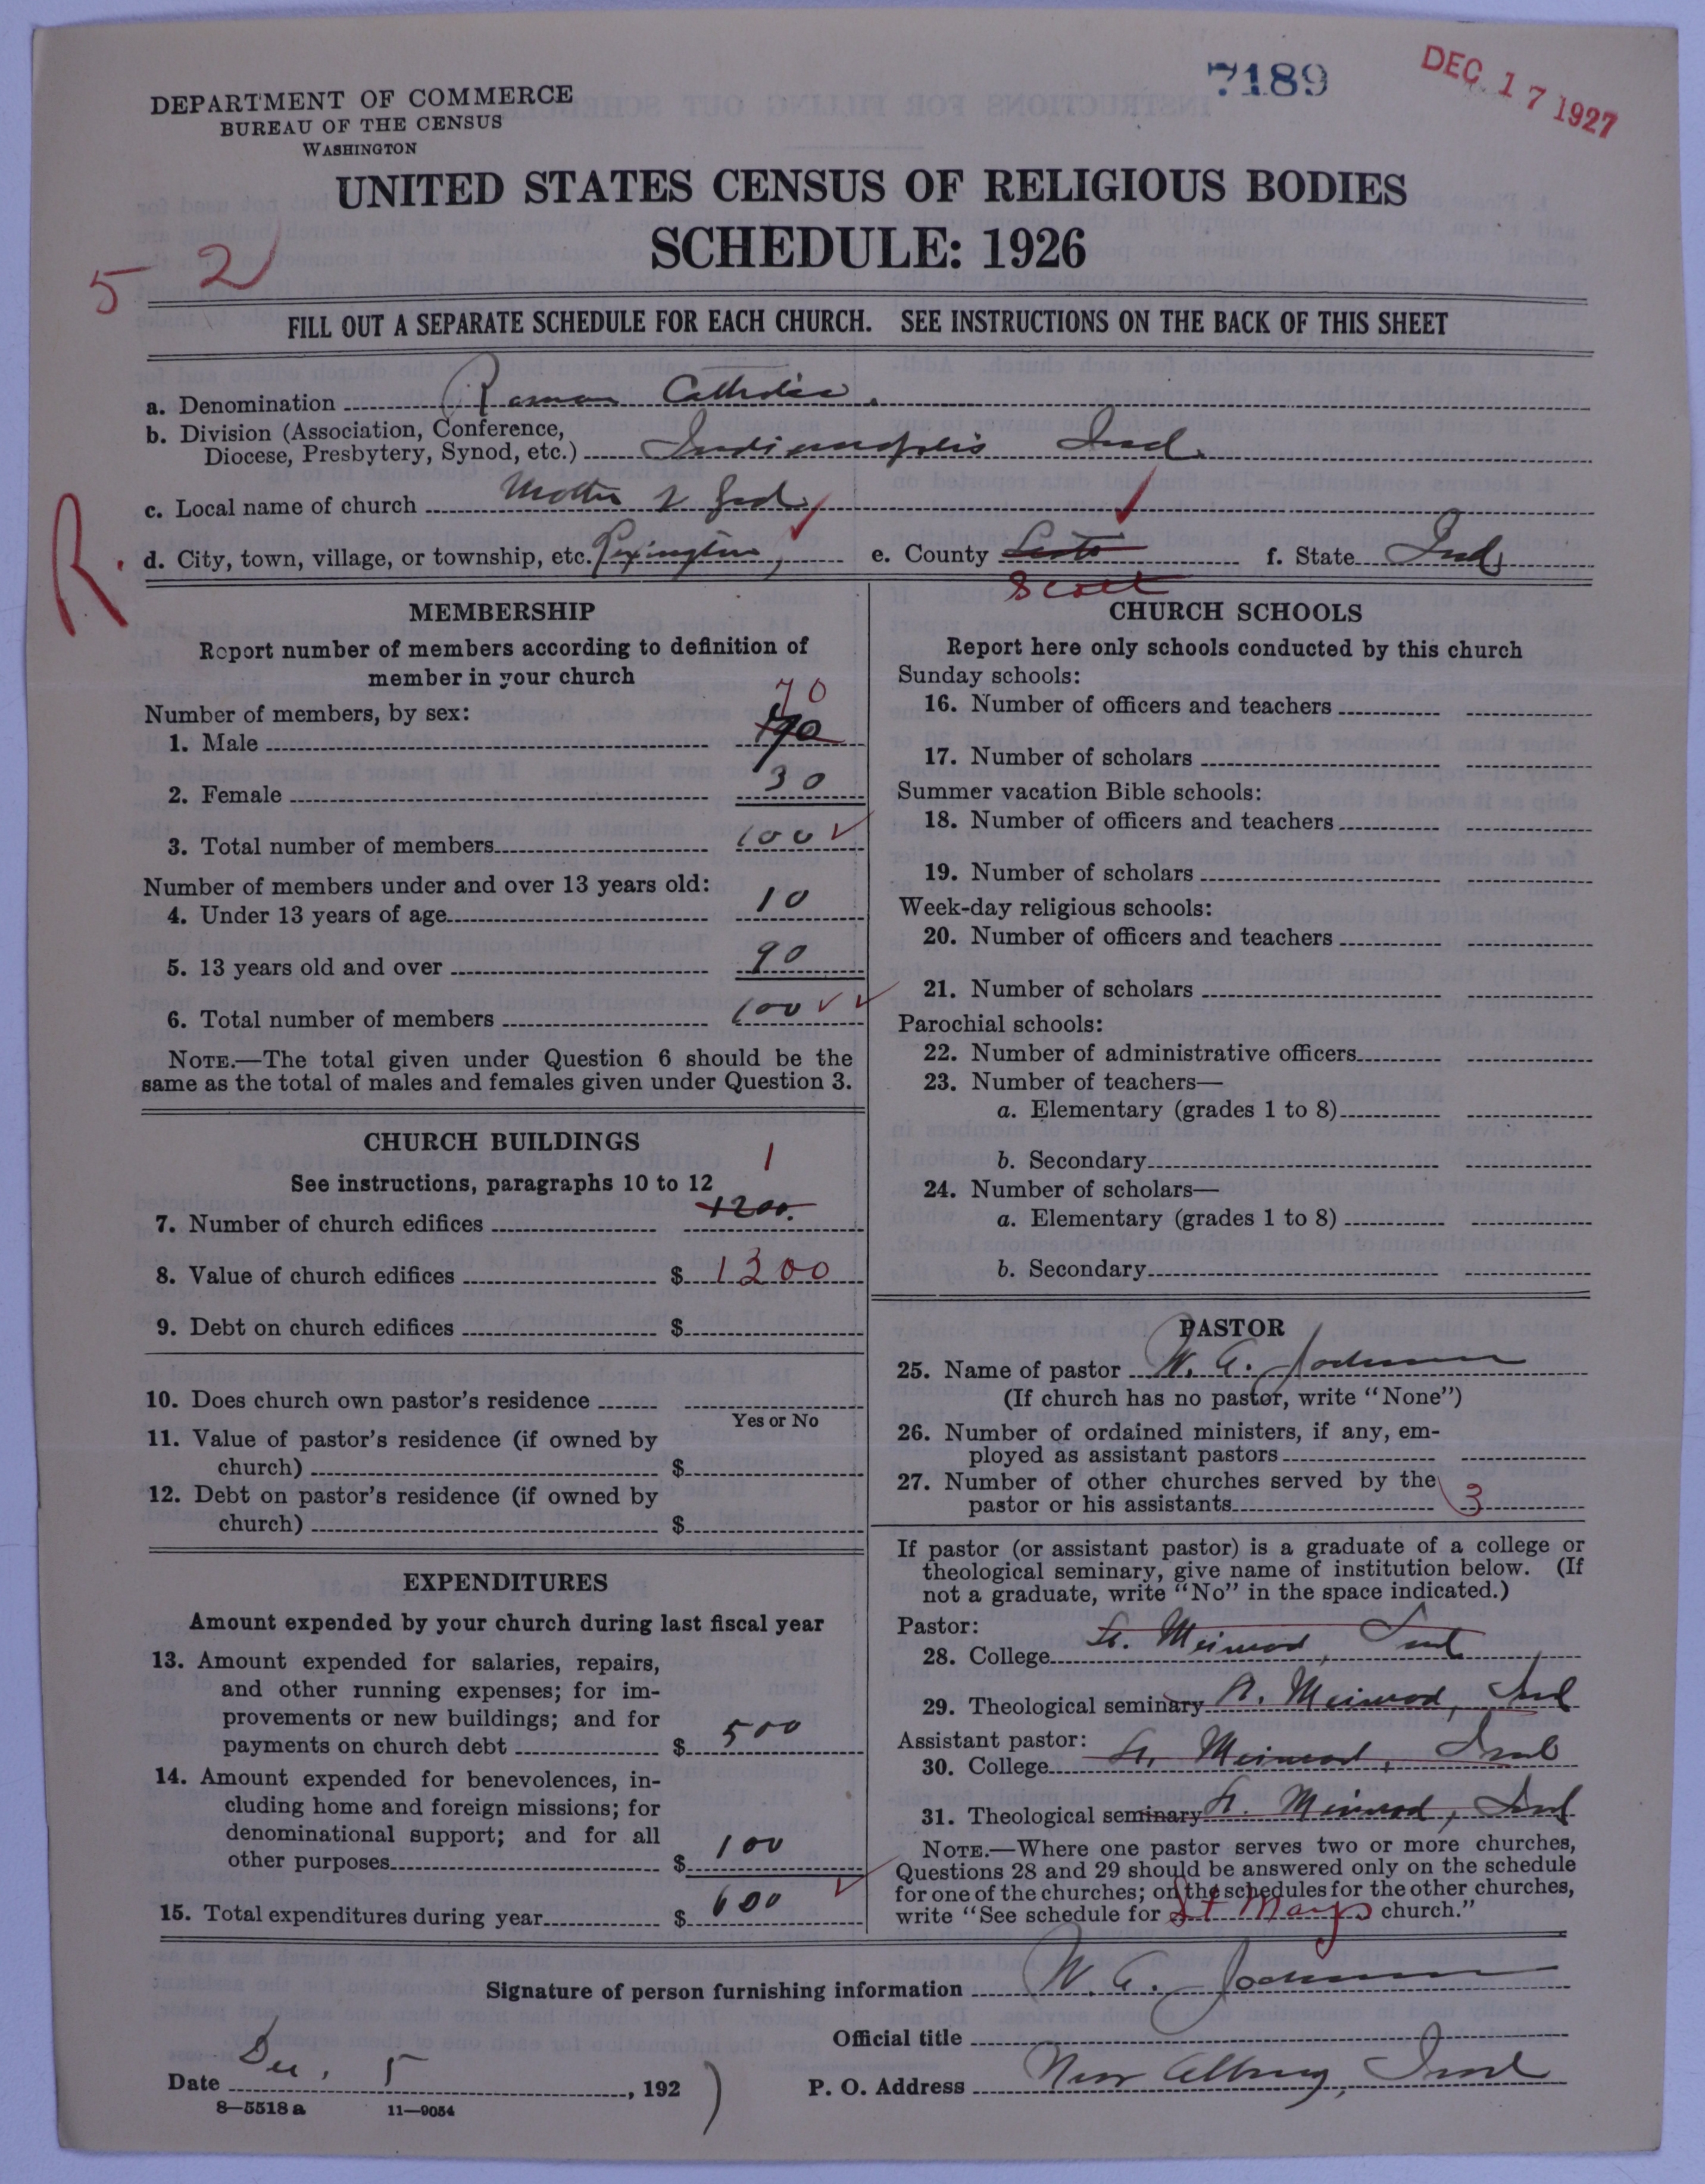 7189
DEC 17 1927
DEPARTMENT OF COMMERCE
BUREAU OF THE CENSUS
WASHINGTON
UNITED STATES CENSUS OF RELIGIOUS BODIES
SCHEDULE: 1926
5 2
FILL OUT A SEPARATE SCHEDULE FOR EACH CHURCH. SEE INSTRUCTIONS ON THE BACK OF THIS SHEET
a. Denomination Roman Catholic.
b. Division (Association, Conference,
Diocese, Presbytery, Synod, etc.) Indianapolis Ind.
c. Local name of church Mother of God
R.
d. City, town, village, or township, etc. Lexington, e. County f. State Ind,
Scott
MEMBERSHIP
Report number of members according to definition of
member in your church
Number of members, by sex:
70
1. Male
2. Female 30
3. Total number of members 100
Number of members under and over 13 years old:
4. Under 13 years of age 10
5. 13 years old and over 90
6. Total number of members 100
NOTE.—The total given under Question 6 should be the
same as the total of males and females given under Question 3.
CHURCH BUILDINGS
See instructions, paragraphs 10 to 12
1
7. Number of church edifices 1200.
8. Value of church edifices $ 1200
9. Debt on church edifices $
10. Does church own pastor's residence
Yes or No
11. Value of pastor's residence (if owned by
church) $
12. Debt on pastor's residence (if owned by
church) $
EXPENDITURES
Amount expended by your church during last fiscal year
13. Amount expended for salaries, repairs,
and other running expenses; for im-
provements or new buildings; and for
payments on church debt $ 500
14. Amount expended for benevolences, in-
cluding home and foreign missions; for
denominational support; and for all
other purposes $ 100
15. Total expenditures during year $ 600
CHURCH SCHOOLS
Report here only schools conducted by this church
Sunday schools:
16. Number of officers and teachers
17. Number of scholars
Summer vacation Bible schools:
18. Number of officers and teachers
19. Number of scholars
Week-day religious schools:
20. Number of officers and teachers
21. Number of scholars
Parochial schools:
22. Number of administrative officers
23. Number of teachers—
a. Elementary (grades 1 to 8)
b. Secondary
24. Number of scholars—
a. Elementary (grades 1 to 8)
b. Secondary
PASTOR
25. Name of pastor W. G.
(If church has no pastor, write "None")
26. Number of ordained ministers, if any, em-
ployed as assistant pastors
27. Number of other churches served by the
pastor or his assistants 3
If pastor (or assistant pastor) is a graduate of a college or
theological seminary, give name of institution below. (If
not a graduate, write "No" in the space indicated.)
Pastor:
28. College St. Meinrad, Ind
29. Theological seminary St. Meinrad, Ind
Assistant pastor:
30. College St. Meinrad, Ind
31. Theological seminary St. Meinrad, Ind
NOTE.—Where one pastor serves two or more churches,
Questions 28 and 29 should be answered only on the schedule
for one of the churches; on the schedules for the other churches,
write "See schedule for St Marys church."
Signature of person furnishing information W. G.
Official title
Date Dec. 5, 1927
P. O. Address New Albany, Ind
8—5518 a 11—9054